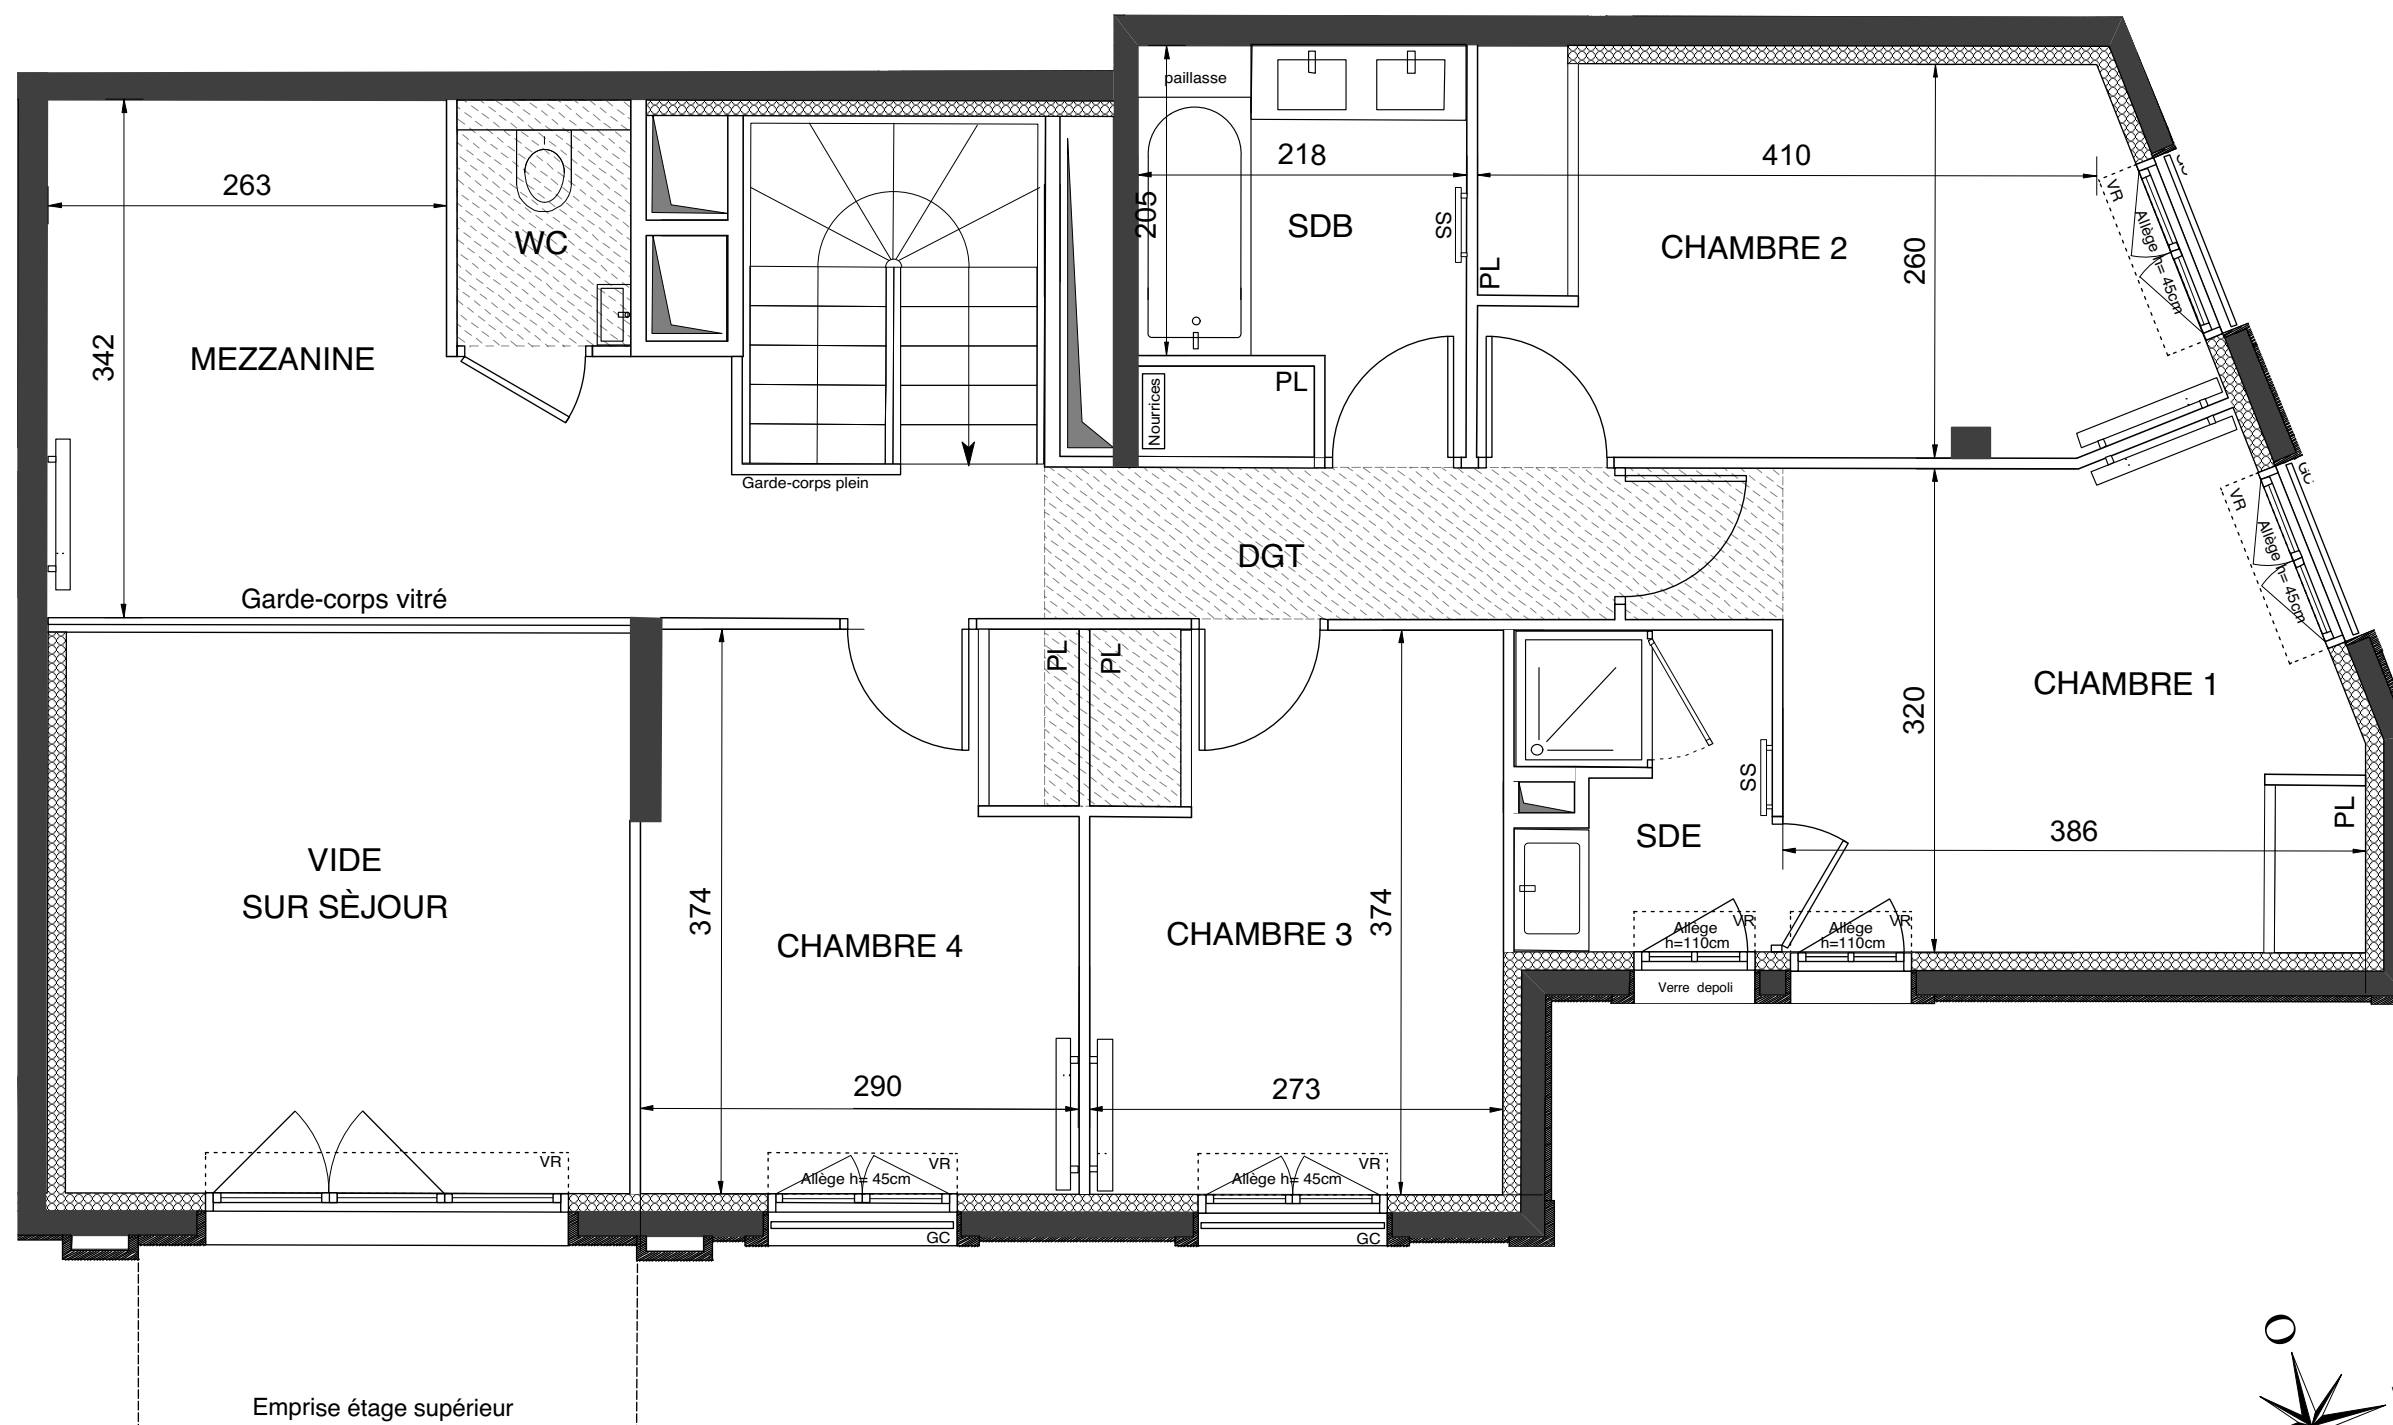 paillasse
263
WC
218
205
SDB
SS
PL
410
CHAMBRE 2
260
VR
Allège
h= 45cm
342
MEZZANINE
Nourrices
PL
Garde-corps plein
GC
VR
Allège
h= 45cm
DGT
Garde-corps vitré
PL
PL
CHAMBRE 1
320
SS
SDE
386
PL
VIDE
SUR SÈJOUR
374
CHAMBRE 4
CHAMBRE 3
374
Allège
h=110cm
VR
Allège
h=110cm
VR
Verre depoli
290
273
VR
Allège h= 45cm
VR
Allège h= 45cm
VR
GC
GC
O
Emprise étage supérieur